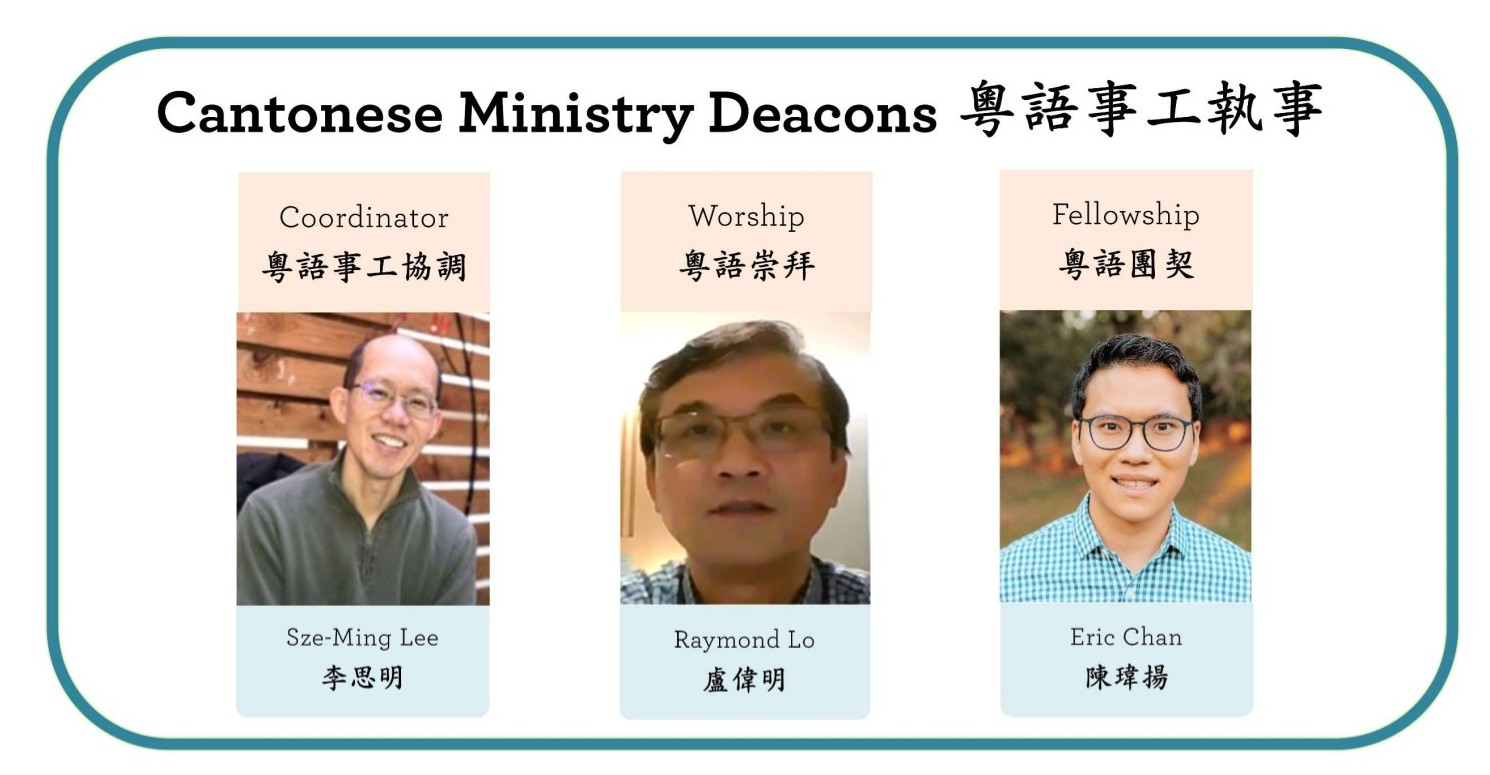 Cantonese Ministry Deacons 粵語事工執事
Coordinator
粵語事工協調
Worship
粵語崇拜
Fellowship
粵語團契
Sze-Ming Lee
李思明
Raymond Lo
盧偉明
Eric Chan
陳瑋揚